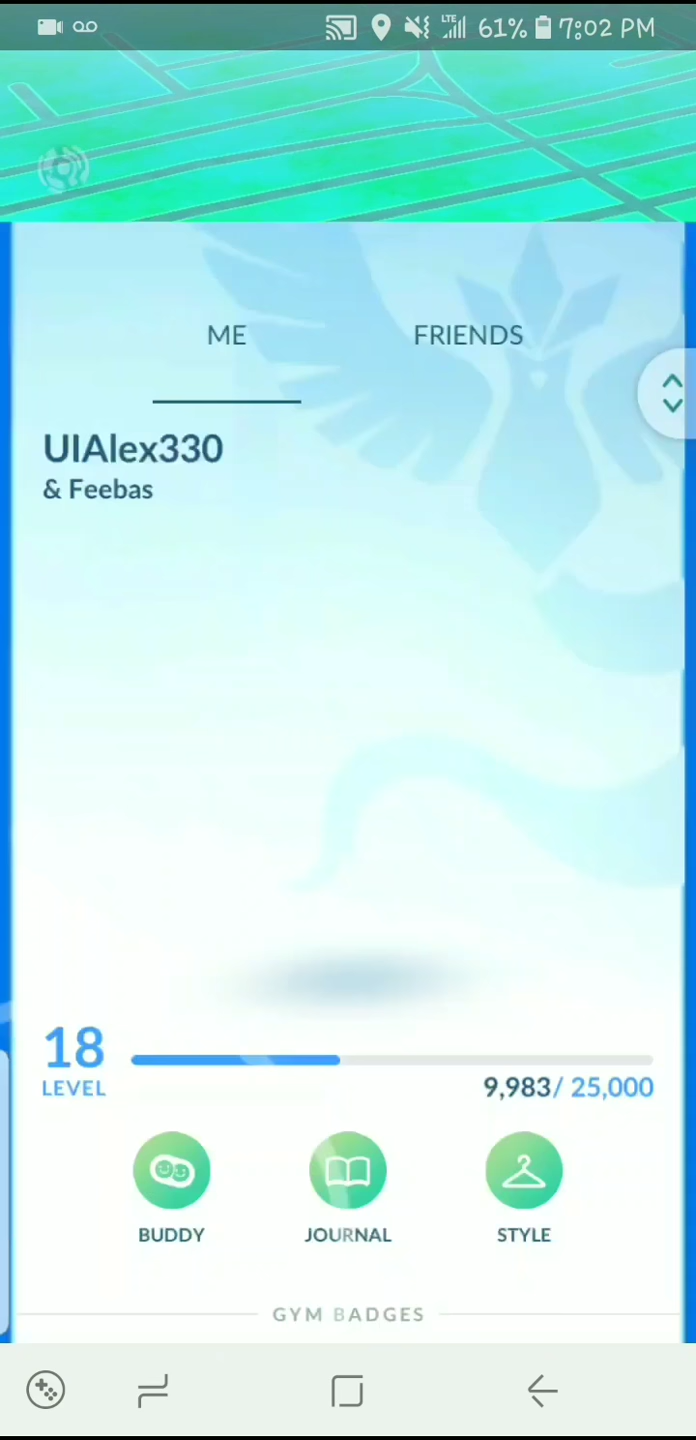 LTE 61% 7:02 PM
ME FRIENDS
UIAlex330
& Feebas
18
LEVEL
9,983/ 25,000
BUDDY JOURNAL STYLE
GYM BADGES